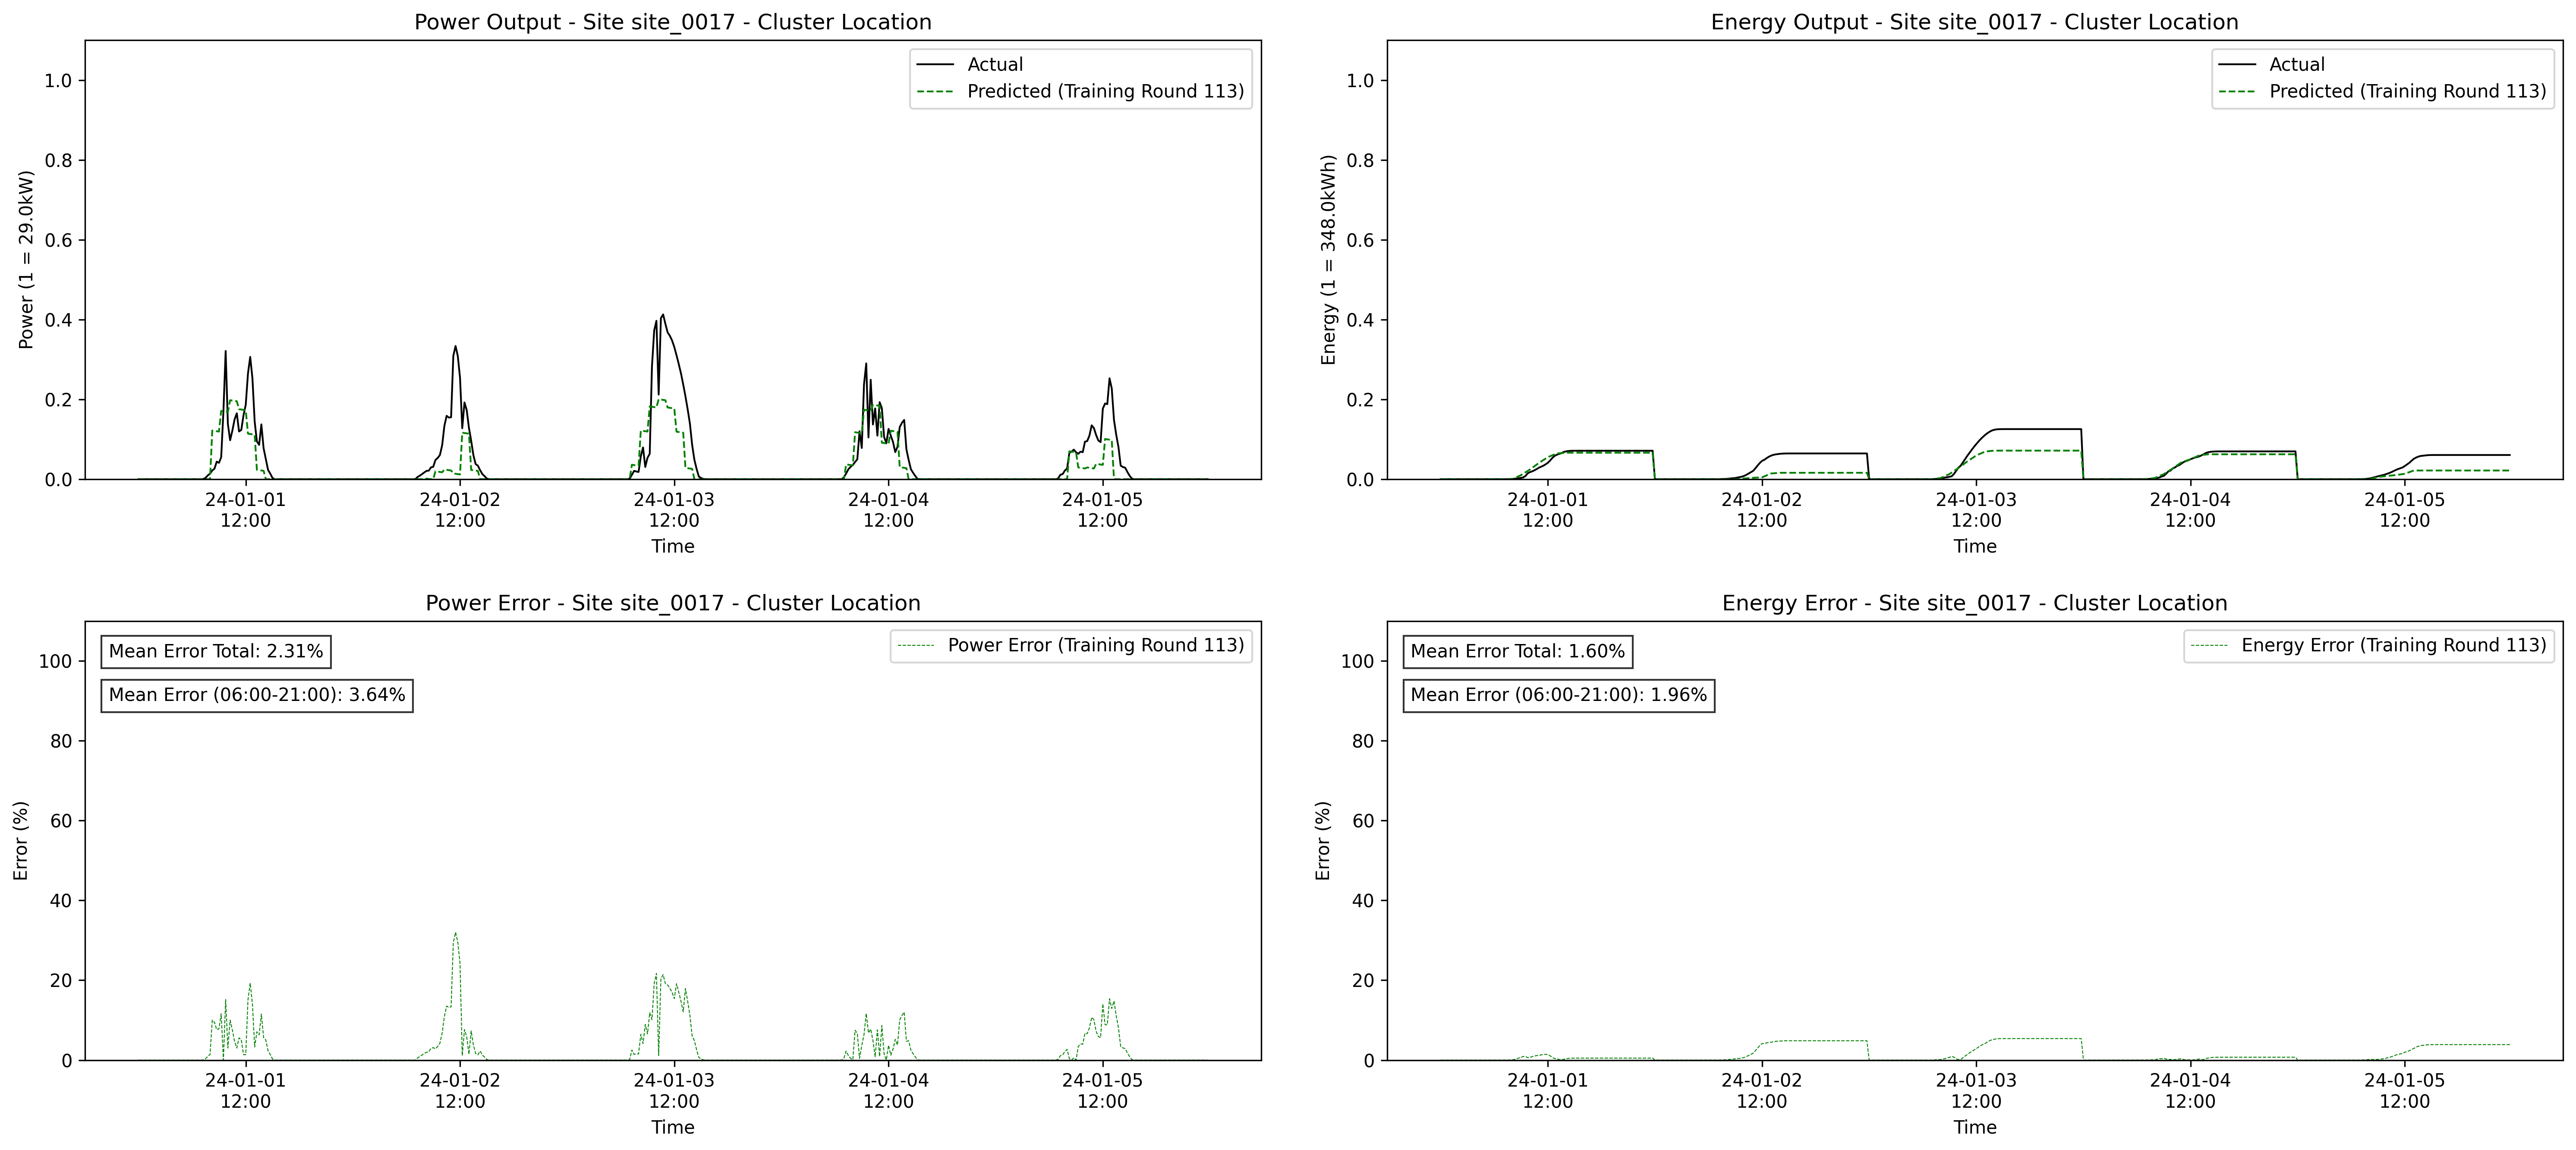 Power Output - Site site_0017 - Cluster Location
Power (1 = 29.0kW)
1.0
0.8
0.6
0.4
0.2
0.0
Actual
Predicted (Training Round 113)
24-01-01
12:00
24-01-02
12:00
24-01-03
12:00
24-01-04
12:00
24-01-05
12:00
Time
Energy Output - Site site_0017 - Cluster Location
Energy (1 = 348.0kWh)
1.0
0.8
0.6
0.4
0.2
0.0
Actual
Predicted (Training Round 113)
24-01-01
12:00
24-01-02
12:00
24-01-03
12:00
24-01-04
12:00
24-01-05
12:00
Time
Power Error - Site site_0017 - Cluster Location
Error (%)
100
80
60
40
20
0
Mean Error Total: 2.31%
Mean Error (06:00-21:00): 3.64%
Power Error (Training Round 113)
24-01-01
12:00
24-01-02
12:00
24-01-03
12:00
24-01-04
12:00
24-01-05
12:00
Time
Energy Error - Site site_0017 - Cluster Location
Error (%)
100
80
60
40
20
0
Mean Error Total: 1.60%
Mean Error (06:00-21:00): 1.96%
Energy Error (Training Round 113)
24-01-01
12:00
24-01-02
12:00
24-01-03
12:00
24-01-04
12:00
24-01-05
12:00
Time